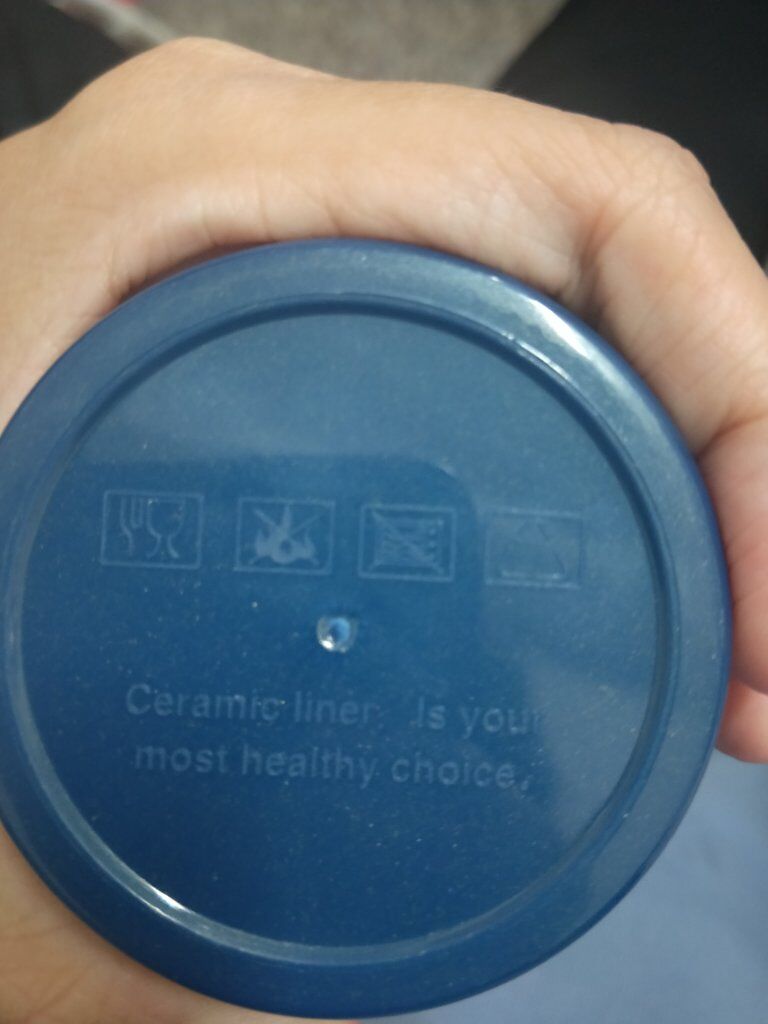 Ceramic liner. Is your
most healthy choice.